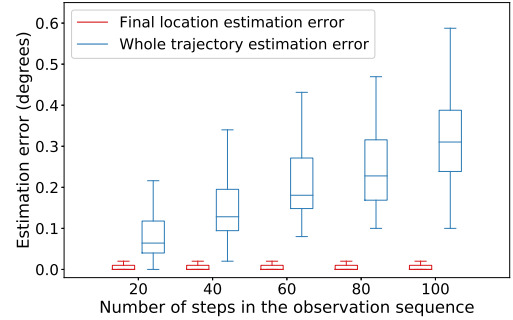 Final location estimation error
Whole trajectory estimation error
Estimation error (degrees)
0.6
0.5
0.4
0.3
0.2
0.1
0.0
20 40 60 80 100
Number of steps in the observation sequence